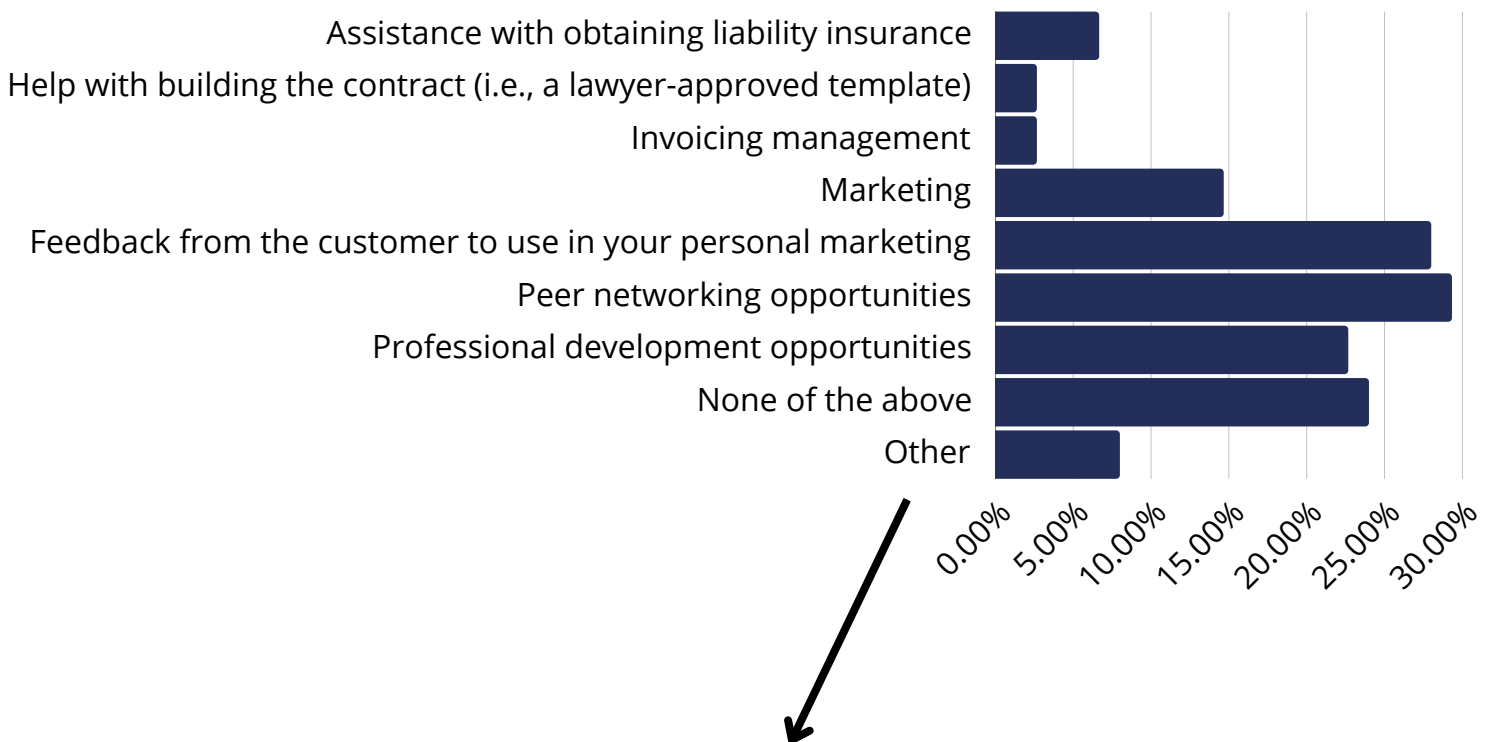 Assistance with obtaining liability insurance
Help with building the contract (i.e., a lawyer-approved template)
Invoicing management
Marketing
Feedback from the customer to use in your personal marketing
Peer networking opportunities
Professional development opportunities
None of the above
Other
0.00%
5.00%
10.00%
15.00%
20.00%
25.00%
30.00%